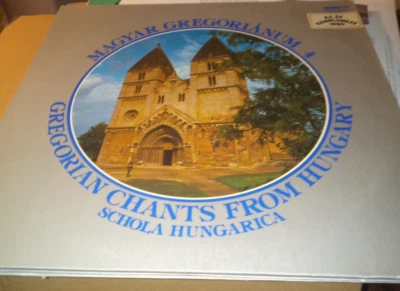 MAGYAR GREGORIÁNUM 4
GREGORIAN CHANTS FROM HUNGARY
SCHOLA HUNGARICA